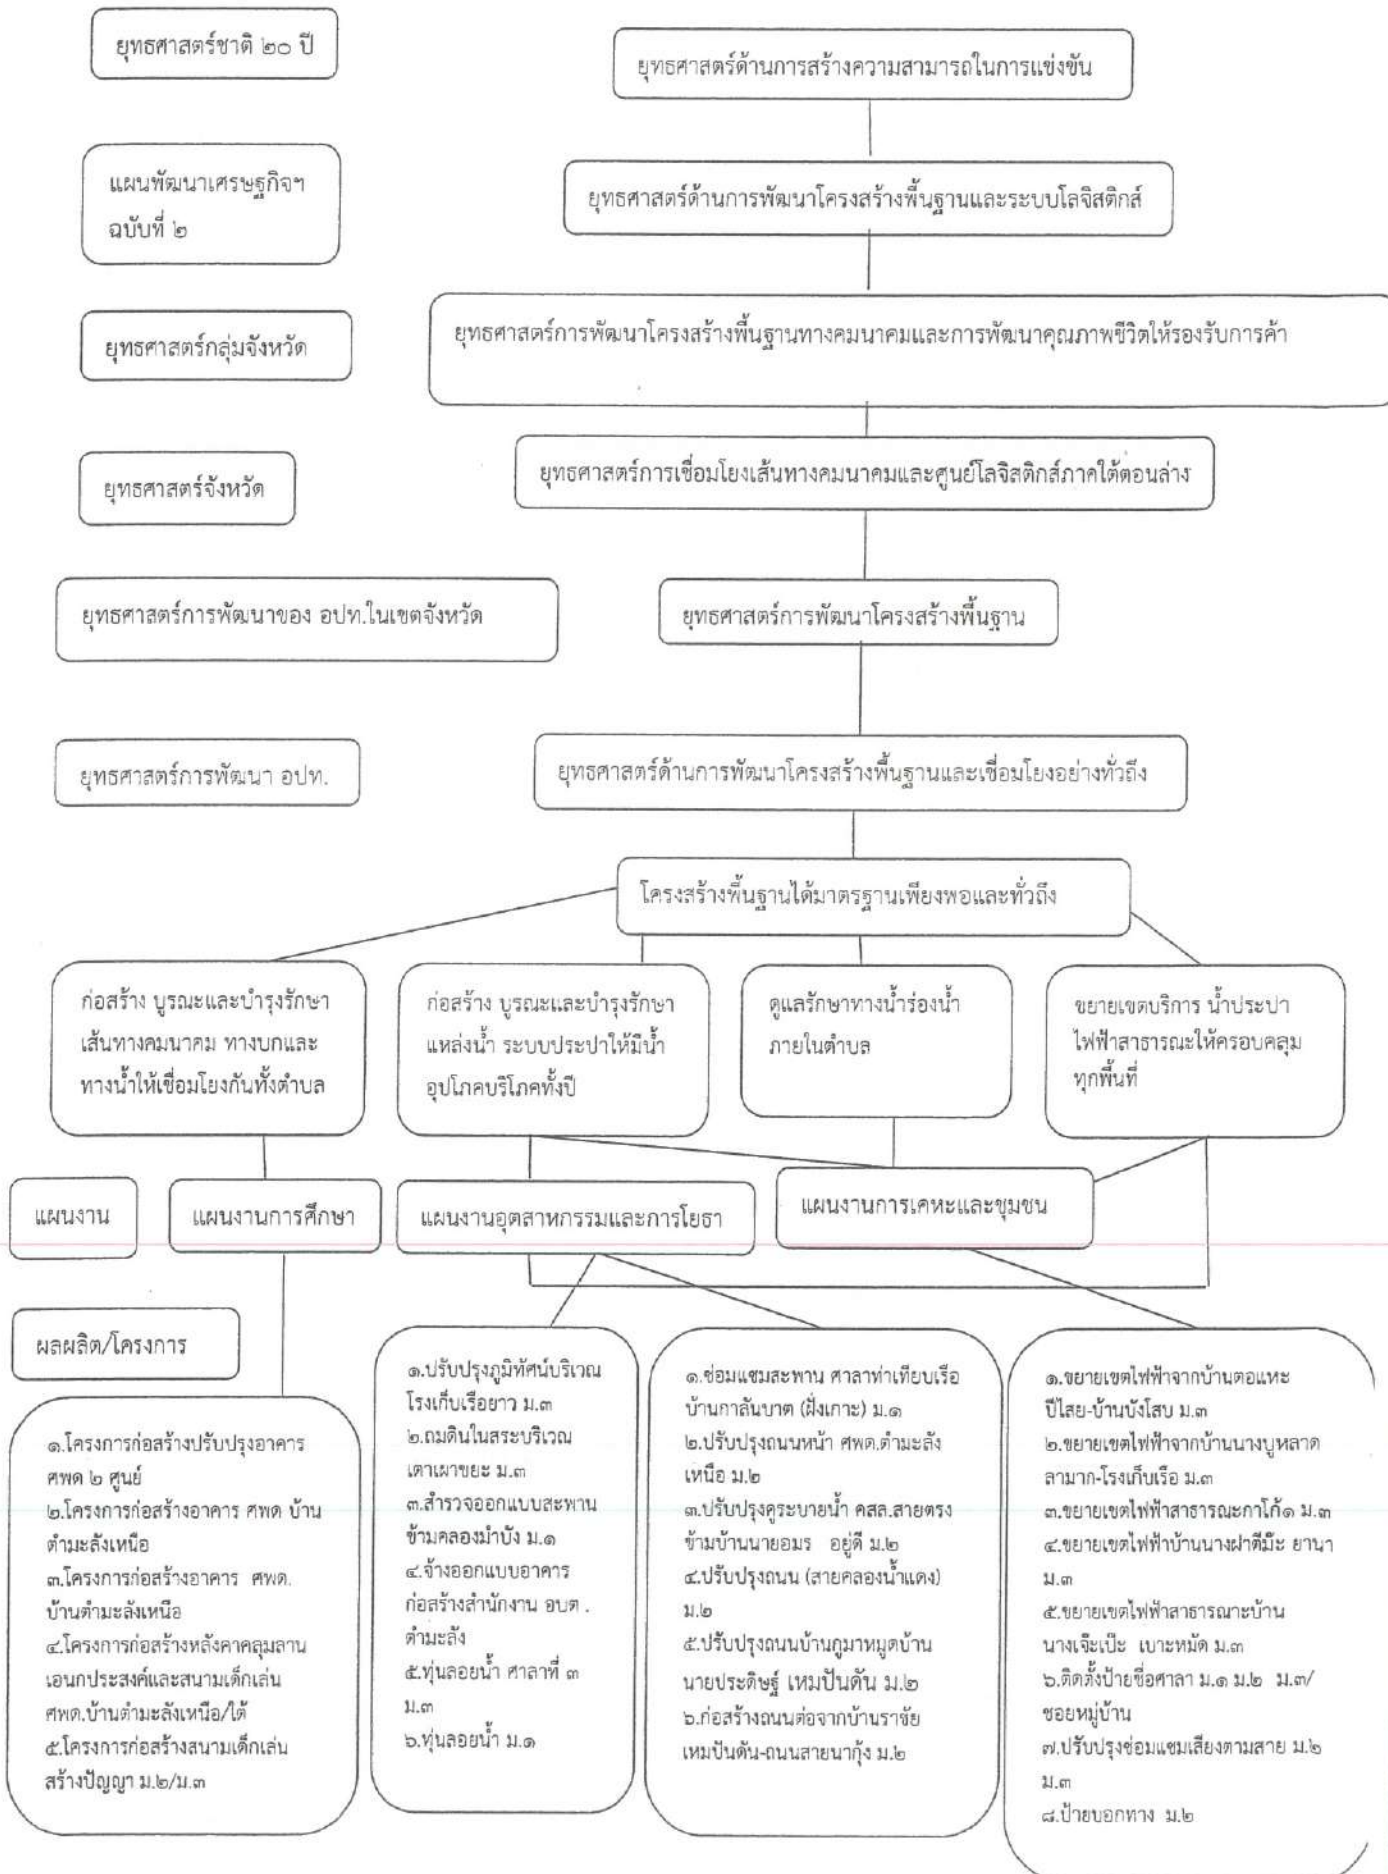 ยุทธศาสตร์ชาติ ๒๐ ปี
ยุทธศาสตร์ด้านการสร้างความสามารถในการแข่งขัน
แผนพัฒนาเศรษฐกิจฯ
ฉบับที่ ๒
ยุทธศาสตร์ด้านการพัฒนาโครงสร้างพื้นฐานและระบบโลจิสติกส์
ยุทธศาสตร์กลุ่มจังหวัด
ยุทธศาสตร์การพัฒนาโครงสร้างพื้นฐานทางคมนาคมและการพัฒนาคุณภาพชีวิตให้รองรับการค้า
ยุทธศาสตร์จังหวัด
ยุทธศาสตร์การเชื่อมโยงเส้นทางคมนาคมและศูนย์โลจิสติกส์ภาคใต้ตอนล่าง
ยุทธศาสตร์การพัฒนาของ อปท.ในเขตจังหวัด
ยุทธศาสตร์การพัฒนาโครงสร้างพื้นฐาน
ยุทธศาสตร์การพัฒนา อปท.
ยุทธศาสตร์ด้านการพัฒนาโครงสร้างพื้นฐานและเชื่อมโยงอย่างทั่วถึง
โครงสร้างพื้นฐานได้มาตรฐานเพียงพอและทั่วถึง
ก่อสร้าง บูรณะและบำรุงรักษา
เส้นทางคมนาคม ทางบกและ
ทางน้ำให้เชื่อมโยงกันทั้งตำบล
ก่อสร้าง บูรณะและบำรุงรักษา
แหล่งน้ำ ระบบประปาให้มีน้ำ
อุปโภคบริโภคทั้งปี
ดูแลรักษาทางน้ำร่องน้ำ
ภายในตำบล
ขยายเขตบริการ น้ำประปา
ไฟฟ้าสาธารณะให้ครอบคลุม
ทุกพื้นที่
แผนงาน
แผนงานการศึกษา
แผนงานอุตสาหกรรมและการโยธา
แผนงานการเคหะและชุมชน
ผลผลิต/โครงการ
๑.โครงการก่อสร้างปรับปรุงอาคาร
ศพด ๒ ศูนย์
๒.โครงการก่อสร้างอาคาร ศพด บ้าน
ตำมะลังเหนือ
๓.โครงการก่อสร้างอาคาร ศพด.
บ้านตำมะลังเหนือ
๔.โครงการก่อสร้างหลังคาคลุมลาน
เอนกประสงค์และสนามเด็กเล่น
ศพด.บ้านตำมะลังเหนือ/ใต้
๕.โครงการก่อสร้างสนามเด็กเล่น
สร้างปัญญา ม.๒/ม.๓
๑.ปรับปรุงภูมิทัศน์บริเวณ
โรงเก็บเรือยาว ม.๓
๒.ถมดินในสระบริเวณ
เตาเผาขยะ ม.๓
๓.สำรวจออกแบบสะพาน
ข้ามคลองมำบัง ม.๑
๔.จ้างออกแบบอาคาร
ก่อสร้างสำนักงาน อบต .
ตำมะลัง
๕.ทุ่นลอยน้ำ ศาลาที่ ๓
ม.๓
๖.ทุ่นลอยน้ำ ม.๑
๑.ซ่อมแซมสะพาน ศาลาท่าเทียบเรือ
บ้านกาลันบาต (ฝั่งเกาะ) ม.๑
๒.ปรับปรุงถนนหน้า ศพด.ตำมะลัง
เหนือ ม.๒
๓.ปรับปรุงคูระบายน้ำ คสล.สายตรง
ข้ามบ้านนายอมร อยู่ดี ม.๒
๔.ปรับปรุงถนน (สายคลองน้ำแดง)
ม.๒
๕.ปรับปรุงถนนบ้านกูมาหมูดบ้าน
นายประดิษฐ์ เหมปันดัน ม.๒
๖.ก่อสร้างถนนต่อจากบ้านราชัย
เหมปันดัน-ถนนสายนากุ้ง ม.๒
๑.ขยายเขตไฟฟ้าจากบ้านตอแหะ
ปีไสย-บ้านบังโสบ ม.๓
๒.ขยายเขตไฟฟ้าจากบ้านนางบูหลาด
ลามาก-โรงเก็บเรือ ม.๓
๓.ขยายเขตไฟฟ้าสาธารณะกาโก้๑ ม.๓
๔.ขยายเขตไฟฟ้าบ้านนางฝาตีม๊ะ ยานา
ม.๓
๕.ขยายเขตไฟฟ้าสาธารณาะบ้าน
นางเจ๊ะเป๊ะ เบาะหมัด ม.๓
๖.ติดตั้งป้ายชื่อศาลา ม.๑ ม.๒ ม.๓/
ซอยหมู่บ้าน
๗.ปรับปรุงซ่อมแซมเสียงตามสาย ม.๒
ม.๓
๘.ป้ายบอกทาง ม.๒